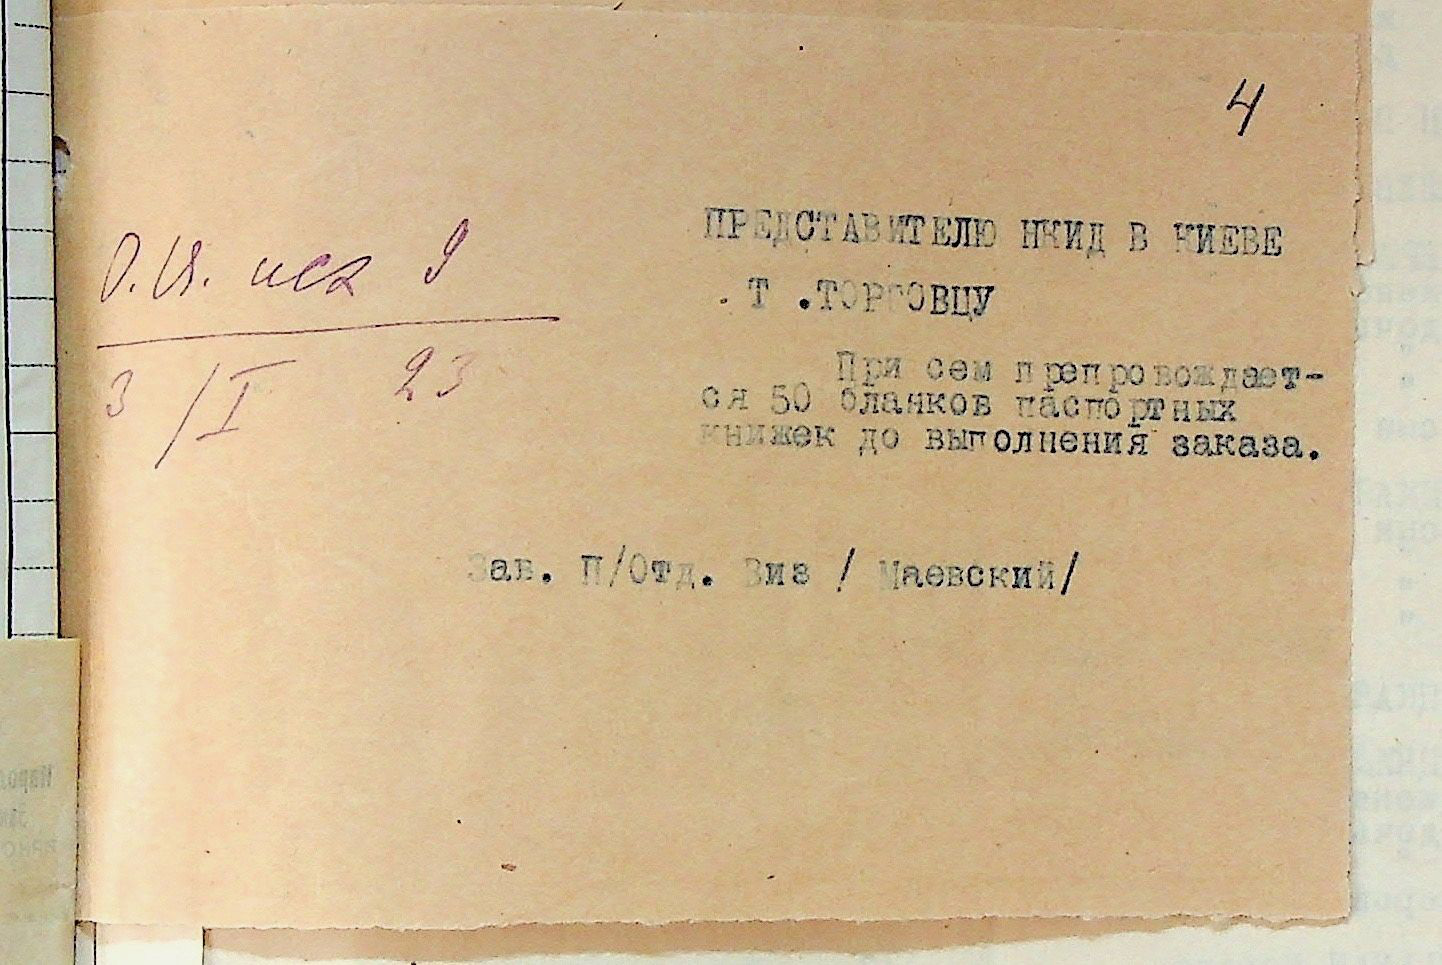 4
О.И. исх 9
3/I 23
ПРЕДСТАВИТЕЛЮ НКИД В КИЕВЕ
Т .ТОРГОВЦУ
При сем препровождает-
ся 50 бланков паспортных
книжек до выполнения заказа.
Зав. П/Отд. Виз / Маевский/